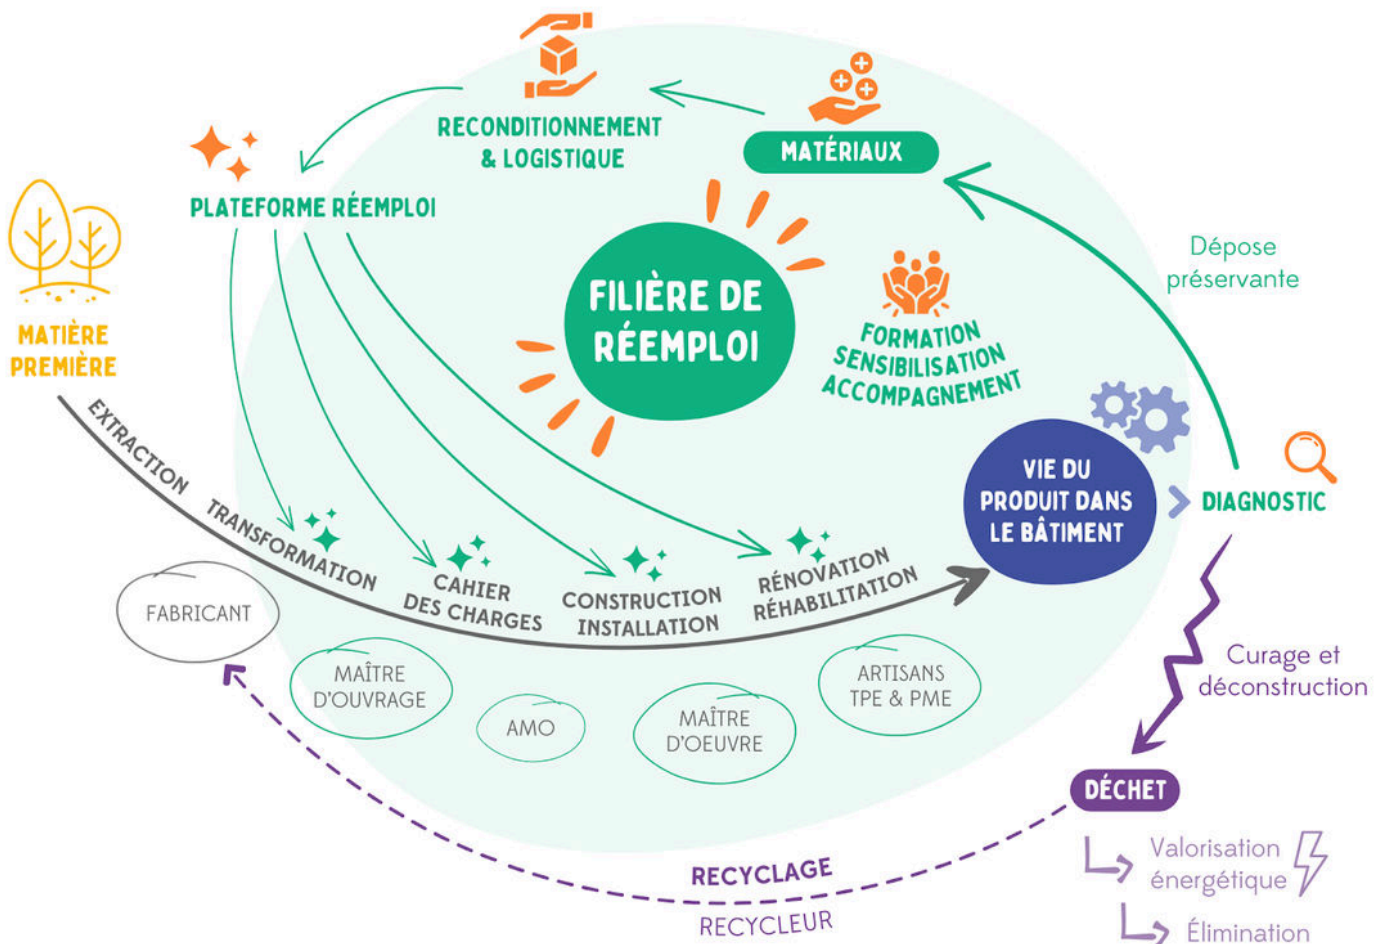 RECONDITIONNEMENT
& LOGISTIQUE
MATÉRIAUX
PLATEFORME RÉEMPLOI
MATIÈRE
PREMIÈRE
FILIÈRE DE
RÉEMPLOI
FORMATION
SENSIBILISATION
ACCOMPAGNEMENT
Dépose
préservante
VIE DU
PRODUIT DANS
LE BÂTIMENT
DIAGNOSTIC
EXTRACTION
TRANSFORMATION
CAHIER
DES CHARGES
CONSTRUCTION
INSTALLATION
RÉNOVATION
RÉHABILITATION
FABRICANT
MAÎTRE
D'OUVRAGE
AMO
MAÎTRE
D'OEUVRE
ARTISANS
TPE & PME
Curage et
déconstruction
DÉCHET
Valorisation
énergétique
Élimination
RECYCLAGE
RECYCLEUR